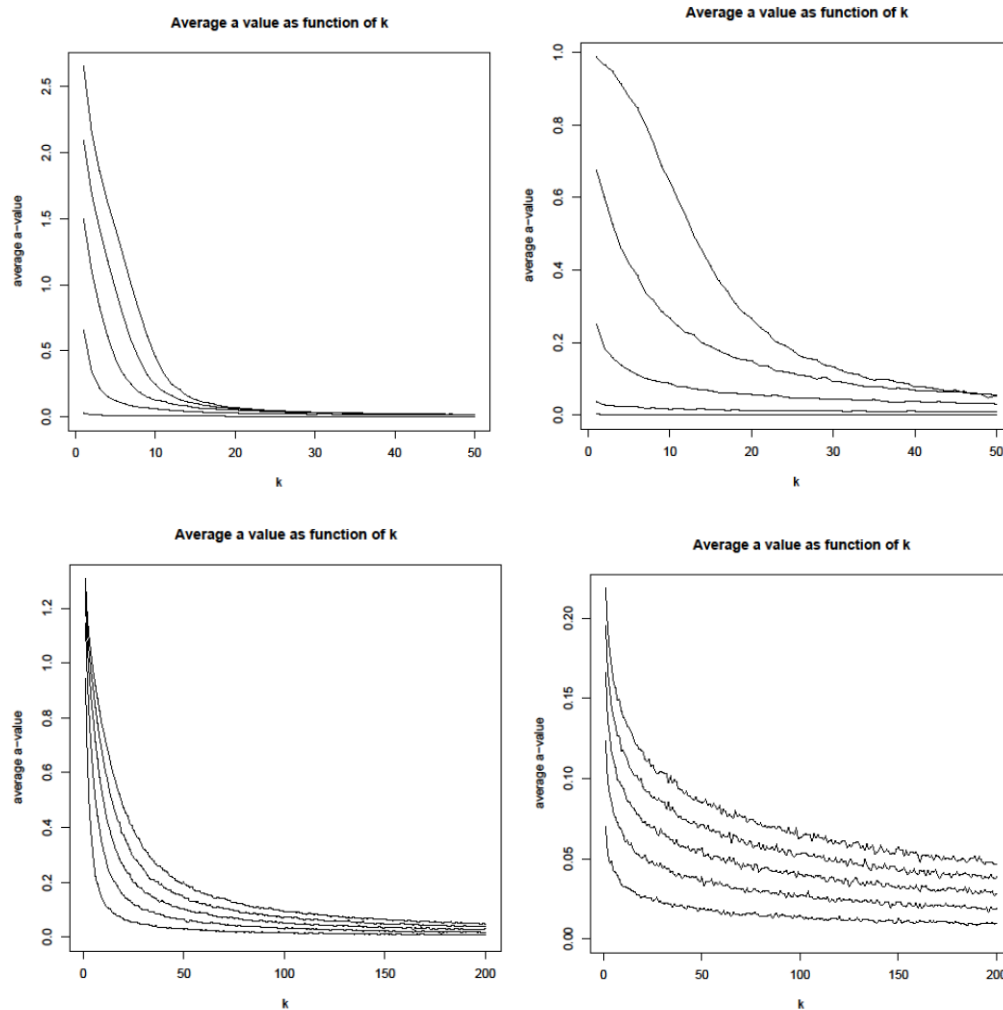 Average a value as function of k
average a-value
2.5
2.0
1.5
1.0
0.5
0.0
0 10 20 30 40 50
k
Average a value as function of k
average a-value
1.0
0.8
0.6
0.4
0.2
0.0
0 10 20 30 40 50
k
Average a value as function of k
average a-value
1.2
1.0
0.8
0.6
0.4
0.2
0.0
0 50 100 150 200
k
Average a value as function of k
average a-value
0.20
0.15
0.10
0.05
0.00
0 50 100 150 200
k